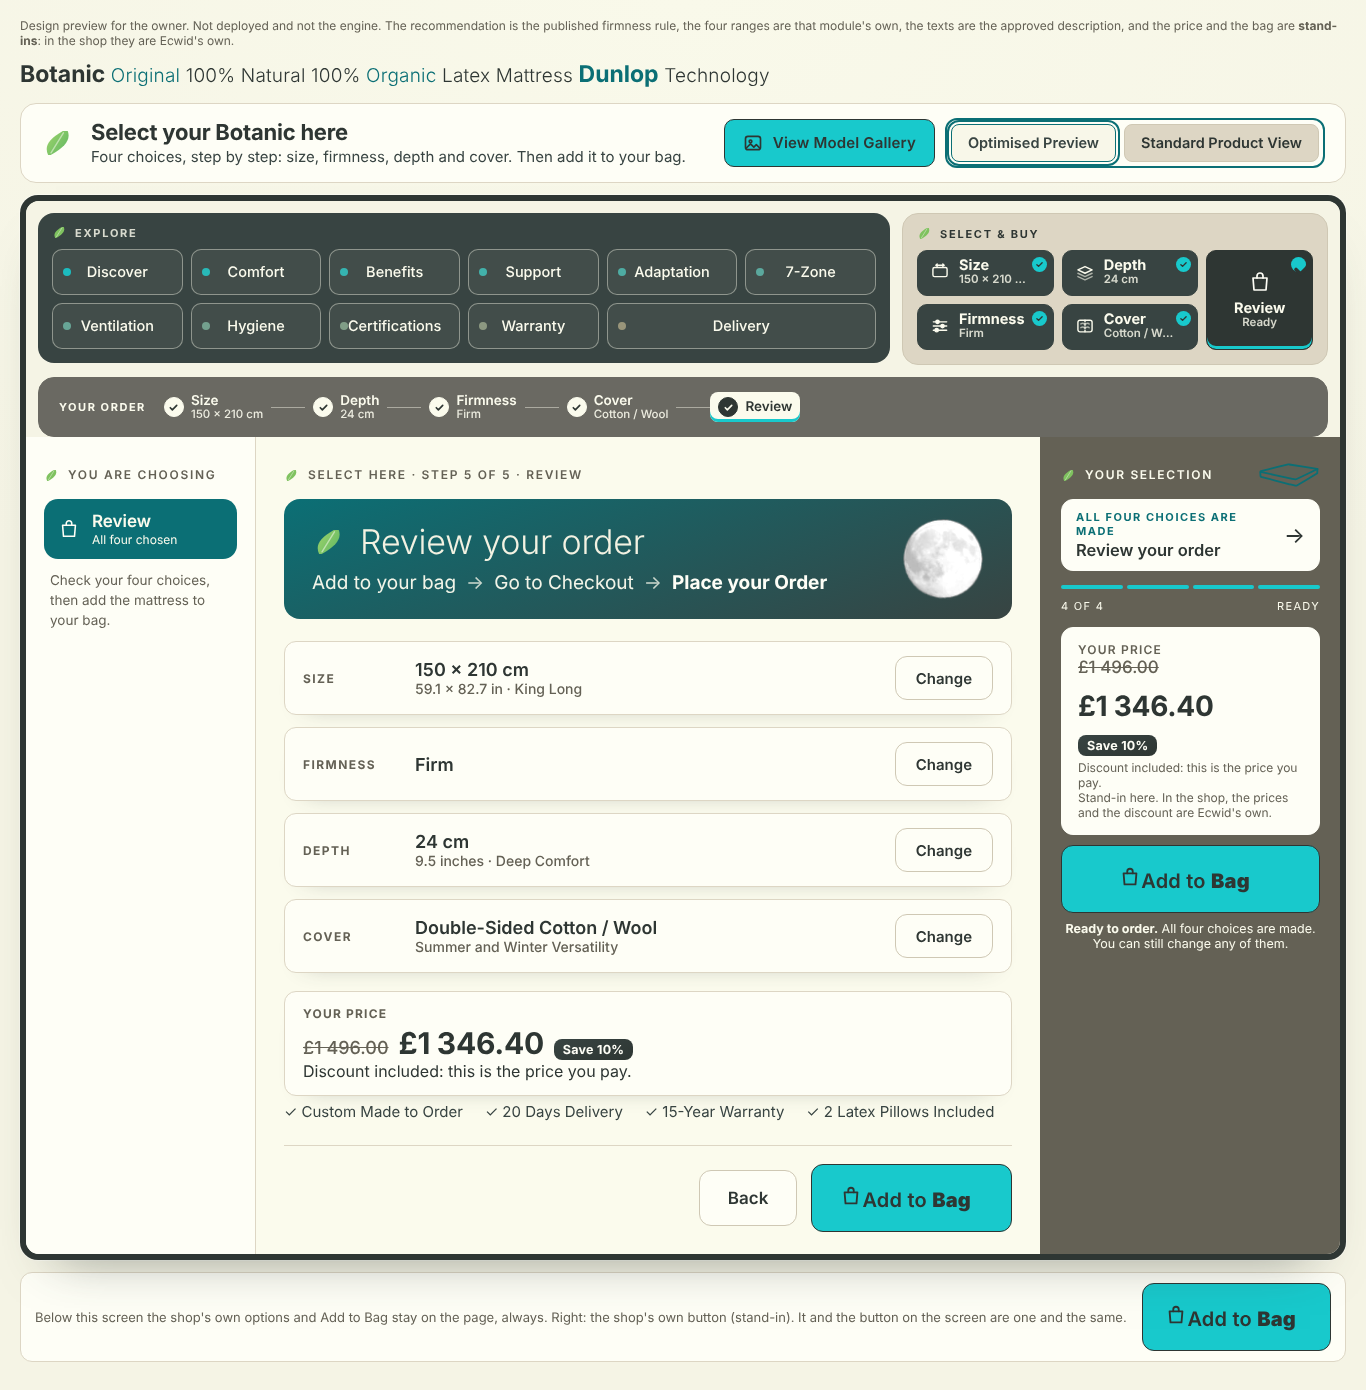 Design preview for the owner. Not deployed and not the engine. The recommendation is the published firmness rule, the four ranges are that module's own, the texts are the approved description, and the price and the bag are stand-
ins: in the shop they are Ecwid's own.
Botanic Original 100% Natural 100% Organic Latex Mattress Dunlop Technology
Select your Botanic here
Four choices, step by step: size, firmness, depth and cover. Then add it to your bag.
View Model Gallery
Optimised Preview
Standard Product View
EXPLORE
Discover
Comfort
Benefits
Support
Adaptation
7-Zone
Ventilation
Hygiene
Certifications
Warranty
Delivery
SELECT & BUY
Size
150 × 210 ...
Depth
24 cm
Firmness
Firm
Cover
Cotton / W...
Review
Ready
YOUR ORDER
Size
150 × 210 cm
Depth
24 cm
Firmness
Firm
Cover
Cotton / Wool
Review
YOU ARE CHOOSING
Review
All four chosen
Check your four choices,
then add the mattress to
your bag.
SELECT HERE · STEP 5 OF 5 · REVIEW
Review your order
Add to your bag → Go to Checkout → Place your Order
SIZE
150 × 210 cm
59.1 × 82.7 in · King Long
Change
FIRMNESS
Firm
Change
DEPTH
24 cm
9.5 inches · Deep Comfort
Change
COVER
Double-Sided Cotton / Wool
Summer and Winter Versatility
Change
YOUR PRICE
£1 496.00 £1 346.40 Save 10%
Discount included: this is the price you pay.
✓ Custom Made to Order ✓ 20 Days Delivery ✓ 15-Year Warranty ✓ 2 Latex Pillows Included
Back
Add to Bag
YOUR SELECTION
ALL FOUR CHOICES ARE
MADE
Review your order
4 OF 4
READY
YOUR PRICE
£1 496.00
£1 346.40
Save 10%
Discount included: this is the price you
pay.
Stand-in here. In the shop, the prices
and the discount are Ecwid's own.
Add to Bag
Ready to order. All four choices are made.
You can still change any of them.
Below this screen the shop's own options and Add to Bag stay on the page, always. Right: the shop's own button (stand-in). It and the button on the screen are one and the same.
Add to Bag